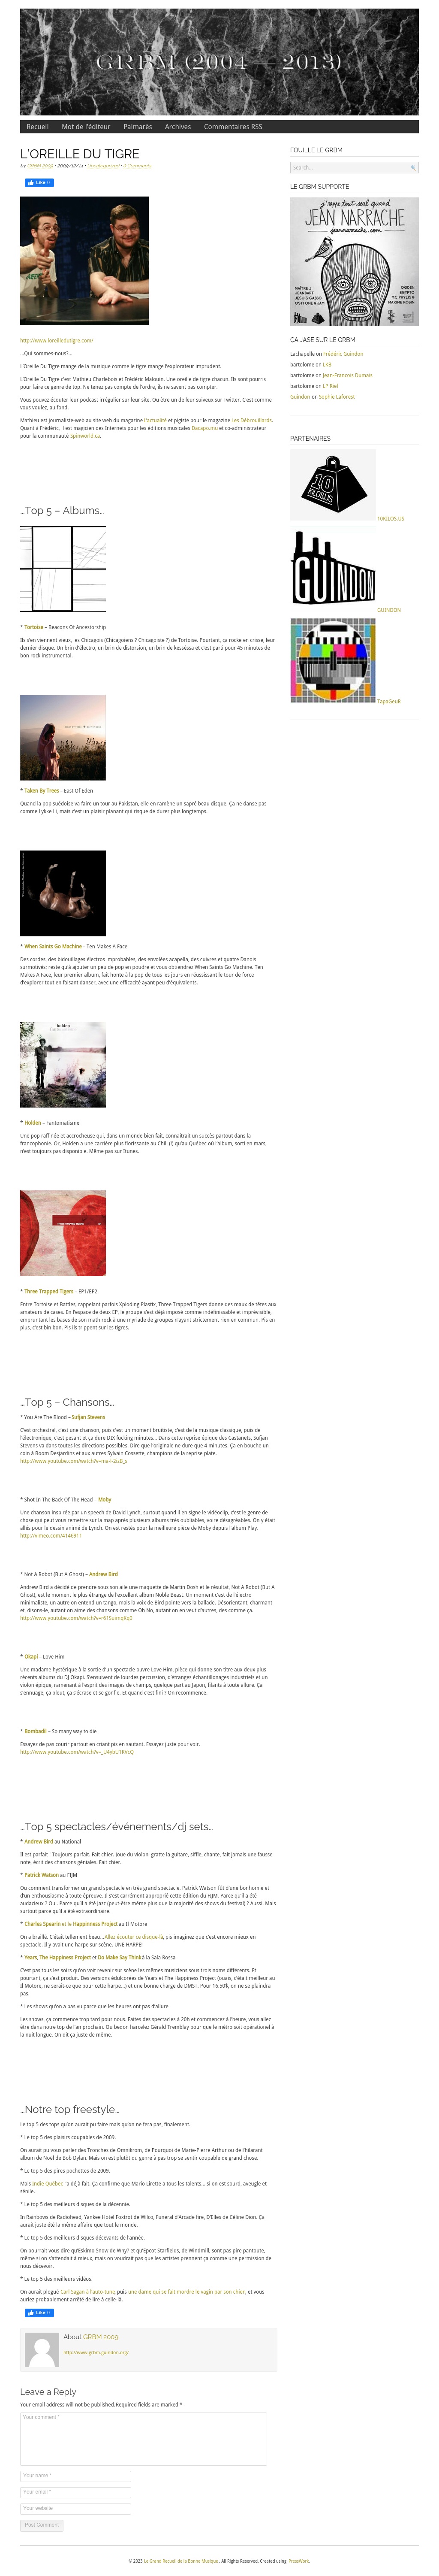 GRBM (2004 — 2013)
Recueil Mot de l'éditeur Palmarès Archives Commentaires RSS
L'OREILLE DU TIGRE
by GRBM 2009 • 2009/12/14 • Uncategorized • 2 Comments
Like 0
http://www.loreilledutigre.com/
…Qui sommes-nous?…
L'Oreille Du Tigre mange de la musique et le tigre mange l'explorateur imprudent.
L'Oreille Du Tigre c'est Mathieu Charlebois et Frédéric Malouin. Une oreille de tigre chacun. Ils sont pourris
pour faire ce genre de top. Ne tenez pas compte de l'ordre, ils ne savent pas compter.
Vous pouvez écouter leur podcast irrégulier sur leur site. Ou être de leur suiveux sur Twitter. C'est comme
vous voulez, au fond.
Mathieu est journaliste-web au site web du magazine L'actualité et pigiste pour le magazine Les Débrouillards.
Quant à Frédéric, il est magicien des Internets pour les éditions musicales Dacapo.mu et co-administrateur
pour la communauté Spinworld.ca.
…Top 5 – Albums…
* Tortoise – Beacons Of Ancestorship
Ils s'en viennent vieux, les Chicagois (Chicagoiens ? Chicagoiste ?) de Tortoise. Pourtant, ça rocke en crisse, leur
dernier disque. Un brin d'électro, un brin de distorsion, un brin de kesséssa et c'est parti pour 45 minutes de
bon rock instrumental.
* Taken By Trees – East Of Eden
Quand la pop suédoise va faire un tour au Pakistan, elle en ramène un sapré beau disque. Ça ne danse pas
comme Lykke Li, mais c'est un plaisir planant qui risque de durer plus longtemps.
* When Saints Go Machine – Ten Makes A Face
Des cordes, des bidouillages électros improbables, des envolées acapella, des cuivres et quatre Danois
surmotivés; reste qu'à ajouter un peu de pop en poudre et vous obtiendrez When Saints Go Machine. Ten
Makes A Face, leur premier album, fait honte à la pop de tous les jours en réussissant le tour de force
d'explorer tout en faisant danser, avec une efficacité ayant peu d'équivalents.
holden
* Holden – Fantomatisme
Une pop raffinée et accrocheuse qui, dans un monde bien fait, connaitrait un succès partout dans la
francophonie. Or, Holden a une carrière plus florissante au Chili (!) qu'au Québec où l'album, sorti en mars,
n'est toujours pas disponible. Même pas sur Itunes.
* Three Trapped Tigers – EP1/EP2
Entre Tortoise et Battles, rappelant parfois Xploding Plastix, Three Trapped Tigers donne des maux de têtes aux
amateurs de cases. En l'espace de deux EP, le groupe s'est déjà imposé comme indéfinissable et imprévisible,
empruntant les bases de son math rock à une myriade de groupes n'ayant strictement rien en commun. Pis en
plus, c'est bin bon. Pis ils trippent sur les tigres.
…Top 5 – Chansons…
* You Are The Blood – Sufjan Stevens
C'est orchestral, c'est une chanson, puis c'est un moment bruitiste, c'est de la musique classique, puis de
l'électronique, c'est ce que tu veux et ça dure DIX fucking minutes… Dans cette reprise épique des Castanets, Sufjan
Stevens va dans toutes les directions possibles. Dire que l'originale ne dure que 4 minutes. Ça en bouche un
coin à Boom Desjardins et aux autres Sylvain Cossette, champions de la reprise plate.
* Shot In The Back Of The Head – Moby
Une chanson inspirée par un speech de David Lynch, surtout quand il en signe le vidéoclip, c'est le genre de
chose qui peut vous remettre sur la map après plusieurs albums très oubliables, voire désagréables. On y était
allés pour le dessin animé de Lynch. On est restés pour la meilleure pièce de Moby depuis l'album Play.
http://vimeo.com/4146911
* Not A Robot (But A Ghost) – Andrew Bird
Andrew Bird a décidé de prendre sous son aile une maquette de Martin Dosh et le résultat, Not A Robot (But A
Ghost), est le moment le plus étrange de l'excellent album Noble Beast. Un moment c'est de l'électro
minimaliste, un autre on entend du tango, mais la voix de Bird pointe vers la ballade. Désorientant, charmant
et, disons-le, autant on aime des chansons comme Oh No, autant on en veut d'autres, des comme ça.
* Okapi – Love Him
Une madame hystérique à la sortie d'un spectacle ouvre Love Him, pièce qui donne son titre aux deux plus
récents albums du DJ Okapi. S'ensuivent de lourdes percussion, d'étranges échantillonnages industriels et un
rythme épique, rappelant l'esprit des images de champs, quelque part au Japon, filants à toute allure. Ça
s'ennuage, ça pleut, ça s'écrase et se gonfle. Et quand c'est fini ? On recommence.
* Bombadil – So many way to die
Essayez de pas courir partout en criant pis en sautant. Essayez juste pour voir.
…Top 5 spectacles/événements/dj sets…
* Andrew Bird au National
Il est parfait ! Toujours parfait. Fait chier. Joue du violon, gratte la guitare, siffle, chante, fait jamais une fausse
note, écrit des chansons géniales. Fait chier.
* Patrick Watson au FIJM
Ou comment transformer un grand spectacle en très grand spectacle. Patrick Watson fût d'une bonhomie et
d'un enthousiasme à toute épreuve. Il s'est carrément approprié cette édition du FIJM. Parce qu'il a été
audacieux ? Oui. Parce qu'il a été jazz (peut-être même plus que la majorité des shows du festival) ? Aussi. Mais
surtout parce qu'il a été extraordinaire.
* Charles Spearin et le Happinness Project au Il Motore
On a braillé. C'était tellement beau…Allez écouter ce disque-là, pis imaginez que c'est encore mieux en
spectacle. Il y avait une harpe sur scène. UNE HARPE!
* Years, The Happiness Project et Do Make Say Think à la Sala Rossa
C'est pas tous les soirs qu'on voit revenir sur scène les mêmes musiciens sous trois noms différents. Et
pourtant, ça s'est produit. Des versions édulcorées de Years et The Happiness Project (ouais, c'était meilleur au
Il Motore, ne serait-ce que pour cette harpe…) et une bonne charge de DMST. Pour 16,50$, on ne se plaindra
pas.
* Les shows qu'on a pas vu parce que les heures ont pas d'allure
Les shows, ça commence trop tard pour nous. Faites des spectacles à 20h et commencez à l'heure, vous allez
être dans notre top de l'an prochain. Ou bedon harcelez Gérald Tremblay pour que le métro soit opérationel à
la nuit longue. On dit ça juste de même.
…Notre top freestyle…
Le top 5 des tops qu'on aurait pu faire mais qu'on ne fera pas, finalement.
* Le top 5 des plaisirs coupables de 2009.
On aurait pu vous parler des Tronches de Omnikrom, de Pourquoi de Marie-Pierre Arthur ou de l'hilarant
album de Noël de Bob Dylan. Mais on est plutôt du genre à pas trop se sentir coupable de grand chose.
* Le top 5 des pires pochettes de 2009.
Mais Indie Québec l'a déjà fait. Ça confirme que Mario Lirette a tous les talents… si on est sourd, aveugle et
sénile.
* Le top 5 des meilleurs disques de la décennie.
In Rainbows de Radiohead, Yankee Hotel Foxtrot de Wilco, Funeral d'Arcade fire, D'Elles de Céline Dion. Ça
aurait juste été la même affaire que tout le monde.
* Le top 5 des meilleurs disques décevants de l'année.
On pourrait vous dire qu'Eskimo Snow de Why? et l'Epcot de Starfields, de Windmill, sont bien mais pas pantoute,
même si on s'attendait à mieux, mais on voudrait pas que les artistes prennent ça comme une permission de
nous décevoir.
* Le top 5 des meilleurs vidéos.
On aurait plogué Carl Sagan à l'auto-tune, puis une dame qui se fait mordre le vagin par son chien, et vous
auriez probablement arrêté de lire à celle-là.
Like 0
About GRBM 2009
http://www.grbm.guindon.org/
Leave a Reply
Your email address will not be published.Required fields are marked *
Your comment *
Your name *
Your email *
Your website
Post Comment
FOUILLE LE GRBM
Search...
LE GRBM SUPPORTE
j'rappe tout seul quand
JEAN NARRACHE
jeannarrache.com
ÇA JASE SUR LE GRBM
Lachapelle on Frédéric Guindon
bartolome on LKB
bartolome on Jean-Francois Dumais
bartolome on LP Riel
Guindon on Sophie Laforest
PARTENAIRES
10 KILOS.US
10KILOS.US
GUINDON
GUINDON
TapaGeuR
© 2023 Le Grand Recueil de la Bonne Musique . All Rights Reserved. Created using PressWork.